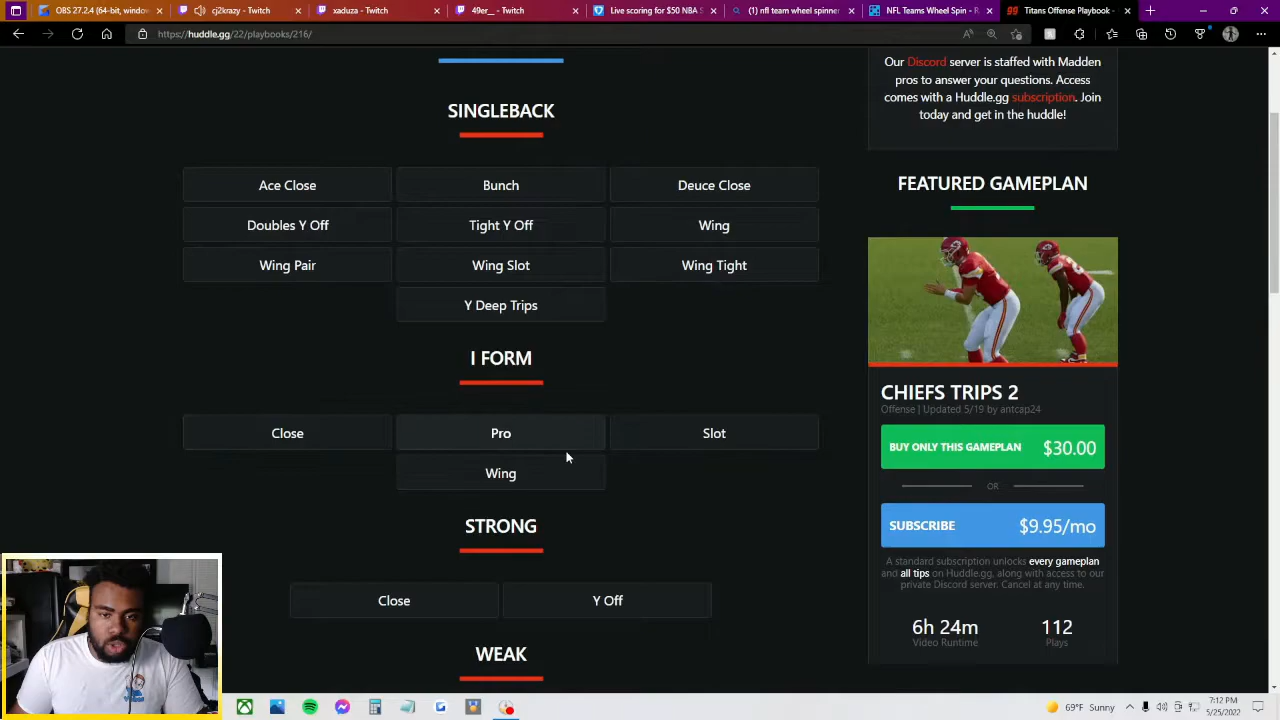 OBS 27.2.4 (64-bit, windo
cj2krazy - Twitch
xaduza - Twitch
49er__ - Twitch
Live scoring for $50 NBA S
(1) nfl team wheel spinner
NFL Teams Wheel Spin - R
gg Titans Offense Playbook -
https://huddle.gg/22/playbooks/216/
SINGLEBACK
Ace Close
Bunch
Deuce Close
Doubles Y Off
Tight Y Off
Wing
Wing Pair
Wing Slot
Wing Tight
Y Deep Trips
I FORM
Close
Pro
Slot
Wing
STRONG
Close
Y Off
WEAK
Our Discord server is staffed with Madden
pros to answer your questions. Access
comes with a Huddle.gg subscription. Join
today and get in the huddle!
FEATURED GAMEPLAN
CHIEFS TRIPS 2
Offense | Updated 5/19 by antcap24
BUY ONLY THIS GAMEPLAN $30.00
OR
SUBSCRIBE $9.95/mo
A standard subscription unlocks every gameplan
and all tips on Huddle.gg, along with access to our
private Discord server. Cancel at any time.
6h 24m
Video Runtime
112
Plays
69°F Sunny
7:12 PM
5/25/2022